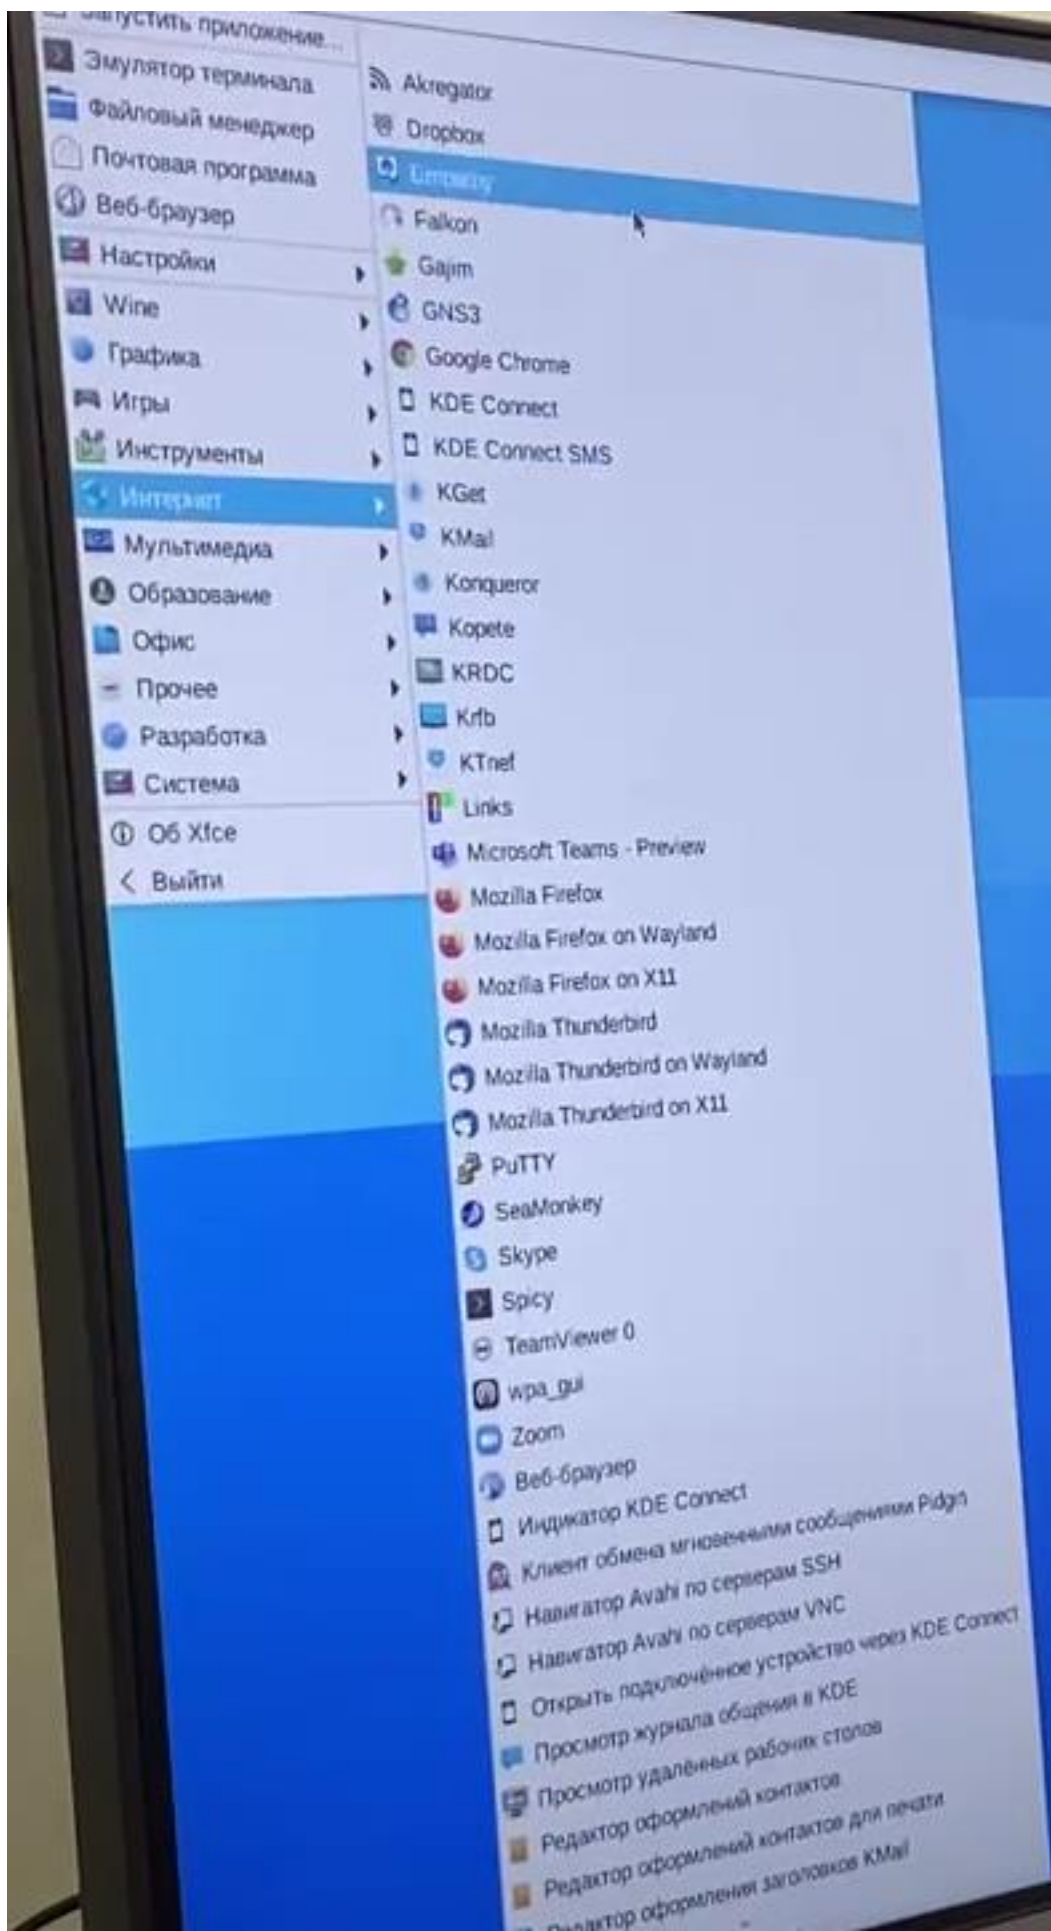 Запустить приложение...
Эмулятор терминала
Файловый менеджер
Почтовая программа
Веб-браузер
Настройки
Wine
Графика
Игры
Инструменты
Интернет
Мультимедиа
Образование
Офис
Прочее
Разработка
Система
Об Xfce
Выйти
Akregator
Dropbox
Empathy
Falkon
Gajim
GNS3
Google Chrome
KDE Connect
KDE Connect SMS
KGet
KMail
Konqueror
Kopete
KRDC
Krfb
KTnef
Links
Microsoft Teams - Preview
Mozilla Firefox
Mozilla Firefox on Wayland
Mozilla Firefox on X11
Mozilla Thunderbird
Mozilla Thunderbird on Wayland
Mozilla Thunderbird on X11
PuTTY
SeaMonkey
Skype
Spicy
TeamViewer 0
wpa_gui
Zoom
Веб-браузер
Индикатор KDE Connect
Клиент обмена мгновенными сообщениями Pidgin
Навигатор Avahi по серверам SSH
Навигатор Avahi по серверам VNC
Открыть подключённое устройство через KDE Connect
Просмотр журнала общения в KDE
Просмотр удалённых рабочих столов
Редактор оформлений контактов
Редактор оформлений контактов для печати
Редактор оформления заголовков KMail